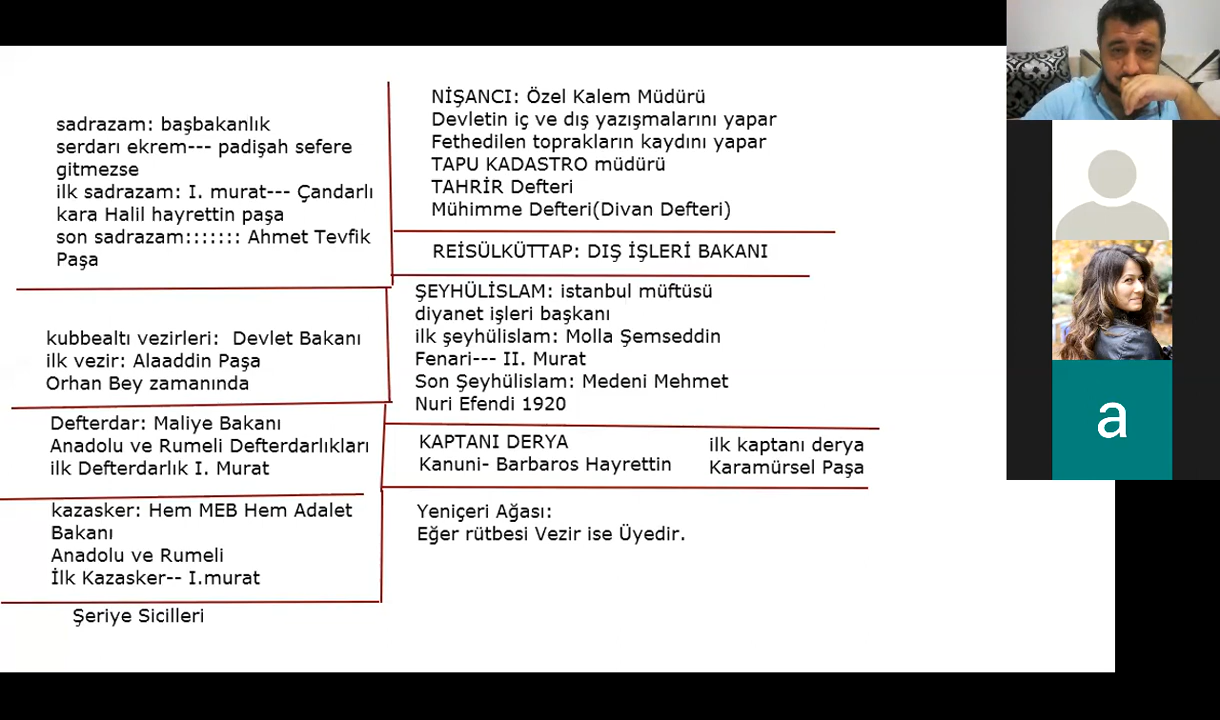 sadrazam: başbakanlık
serdarı ekrem--- padişah sefere
gitmezse
ilk sadrazam: I. murat--- Çandarlı
kara Halil hayrettin paşa
son sadrazam::::::: Ahmet Tevfik
Paşa
kubbealtı vezirleri: Devlet Bakanı
ilk vezir: Alaaddin Paşa
Orhan Bey zamanında
Defterdar: Maliye Bakanı
Anadolu ve Rumeli Defterdarlıkları
ilk Defterdarlık I. Murat
kazasker: Hem MEB Hem Adalet
Bakanı
Anadolu ve Rumeli
İlk Kazasker-- I.murat
Şeriye Sicilleri
NİŞANCI: Özel Kalem Müdürü
Devletin iç ve dış yazışmalarını yapar
Fethedilen toprakların kaydını yapar
TAPU KADASTRO müdürü
TAHRİR Defteri
Mühimme Defteri(Divan Defteri)
REİSÜLKÜTTAP: DIŞ İŞLERİ BAKANI
ŞEYHÜLİSLAM: istanbul müftüsü
diyanet işleri başkanı
ilk şeyhülislam: Molla Şemseddin
Fenari--- II. Murat
Son Şeyhülislam: Medeni Mehmet
Nuri Efendi 1920
KAPTANI DERYA
Kanuni- Barbaros Hayrettin
ilk kaptanı derya
Karamürsel Paşa
Yeniçeri Ağası:
Eğer rütbesi Vezir ise Üyedir.
a